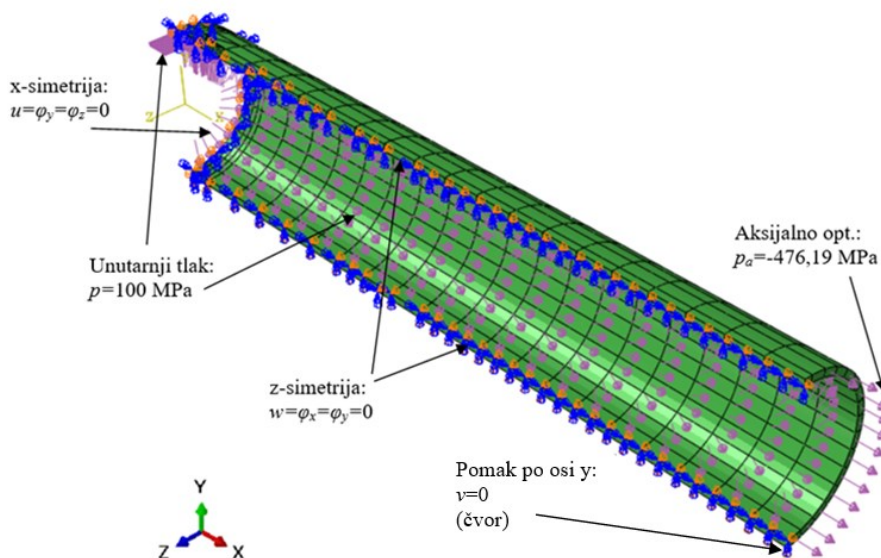 x-simetrija:
u=φy=φz=0
z
x
Unutarnji tlak:
p=100 MPa
Aksijalno opt.:
pa=-476,19 MPa
z-simetrija:
w=φx=φy=0
Pomak po osi y:
v=0
(čvor)
Y
Z
X